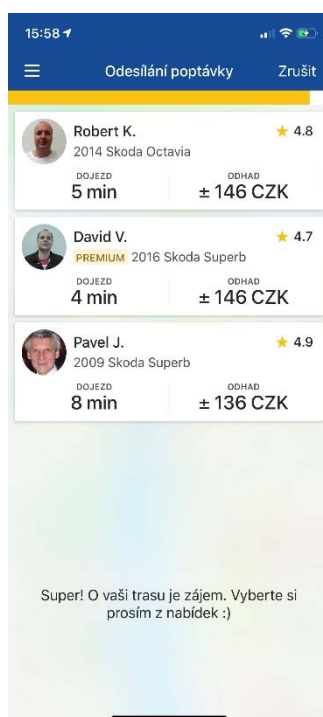 15:58
Odesílání poptávky Zrušit
Robert K. 4.8
2014 Skoda Octavia
DOJEZD ODHAD
5 min ± 146 CZK
David V. 4.7
PREMIUM 2016 Skoda Superb
DOJEZD ODHAD
4 min ± 146 CZK
Pavel J. 4.9
2009 Skoda Superb
DOJEZD ODHAD
8 min ± 136 CZK
Super! O vaši trasu je zájem. Vyberte si
prosím z nabídek :)